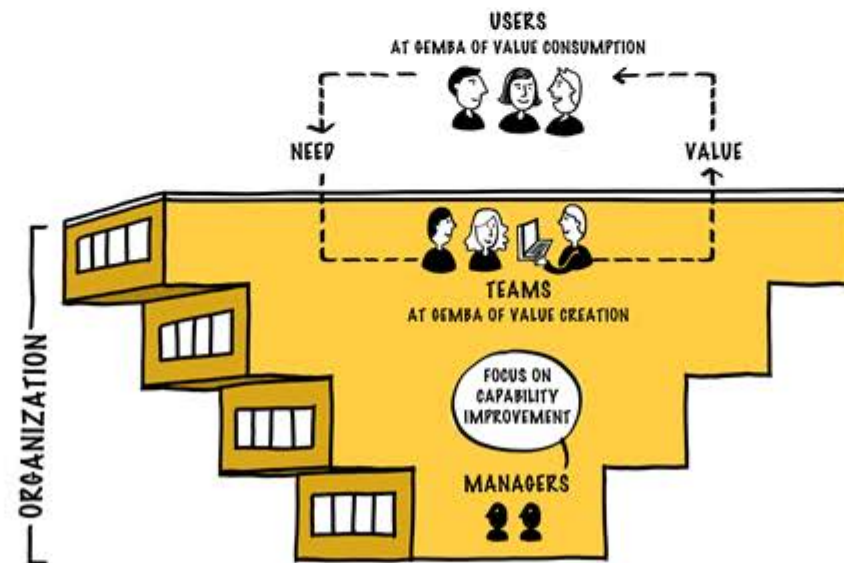 USERS
AT GEMBA OF VALUE CONSUMPTION
NEED
VALUE
TEAMS
AT GEMBA OF VALUE CREATION
FOCUS ON
CAPABILITY
IMPROVEMENT
MANAGERS
ORGANIZATION